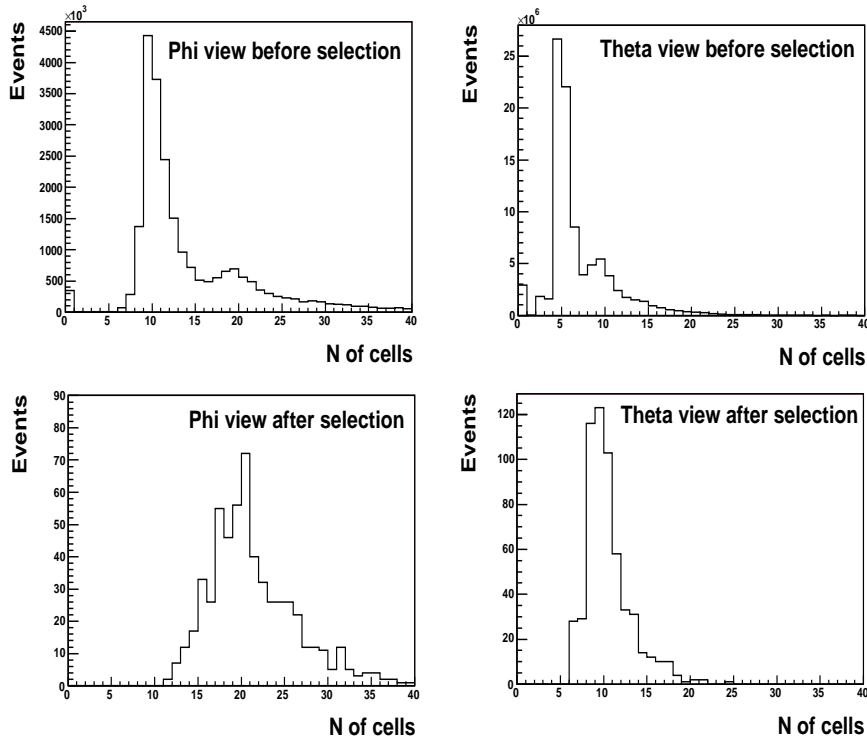 ×10³
Phi view before selection
Events
4500
4000
3500
3000
2500
2000
1500
1000
500
0
0 5 10 15 20 25 30 35 40
N of cells
×10⁶
Theta view before selection
Events
25
20
15
10
5
0
0 5 10 15 20 25 30 35 40
N of cells
Phi view after selection
Events
90
80
70
60
50
40
30
20
10
0
0 5 10 15 20 25 30 35 40
N of cells
Theta view after selection
Events
120
100
80
60
40
20
0
0 5 10 15 20 25 30 35 40
N of cells